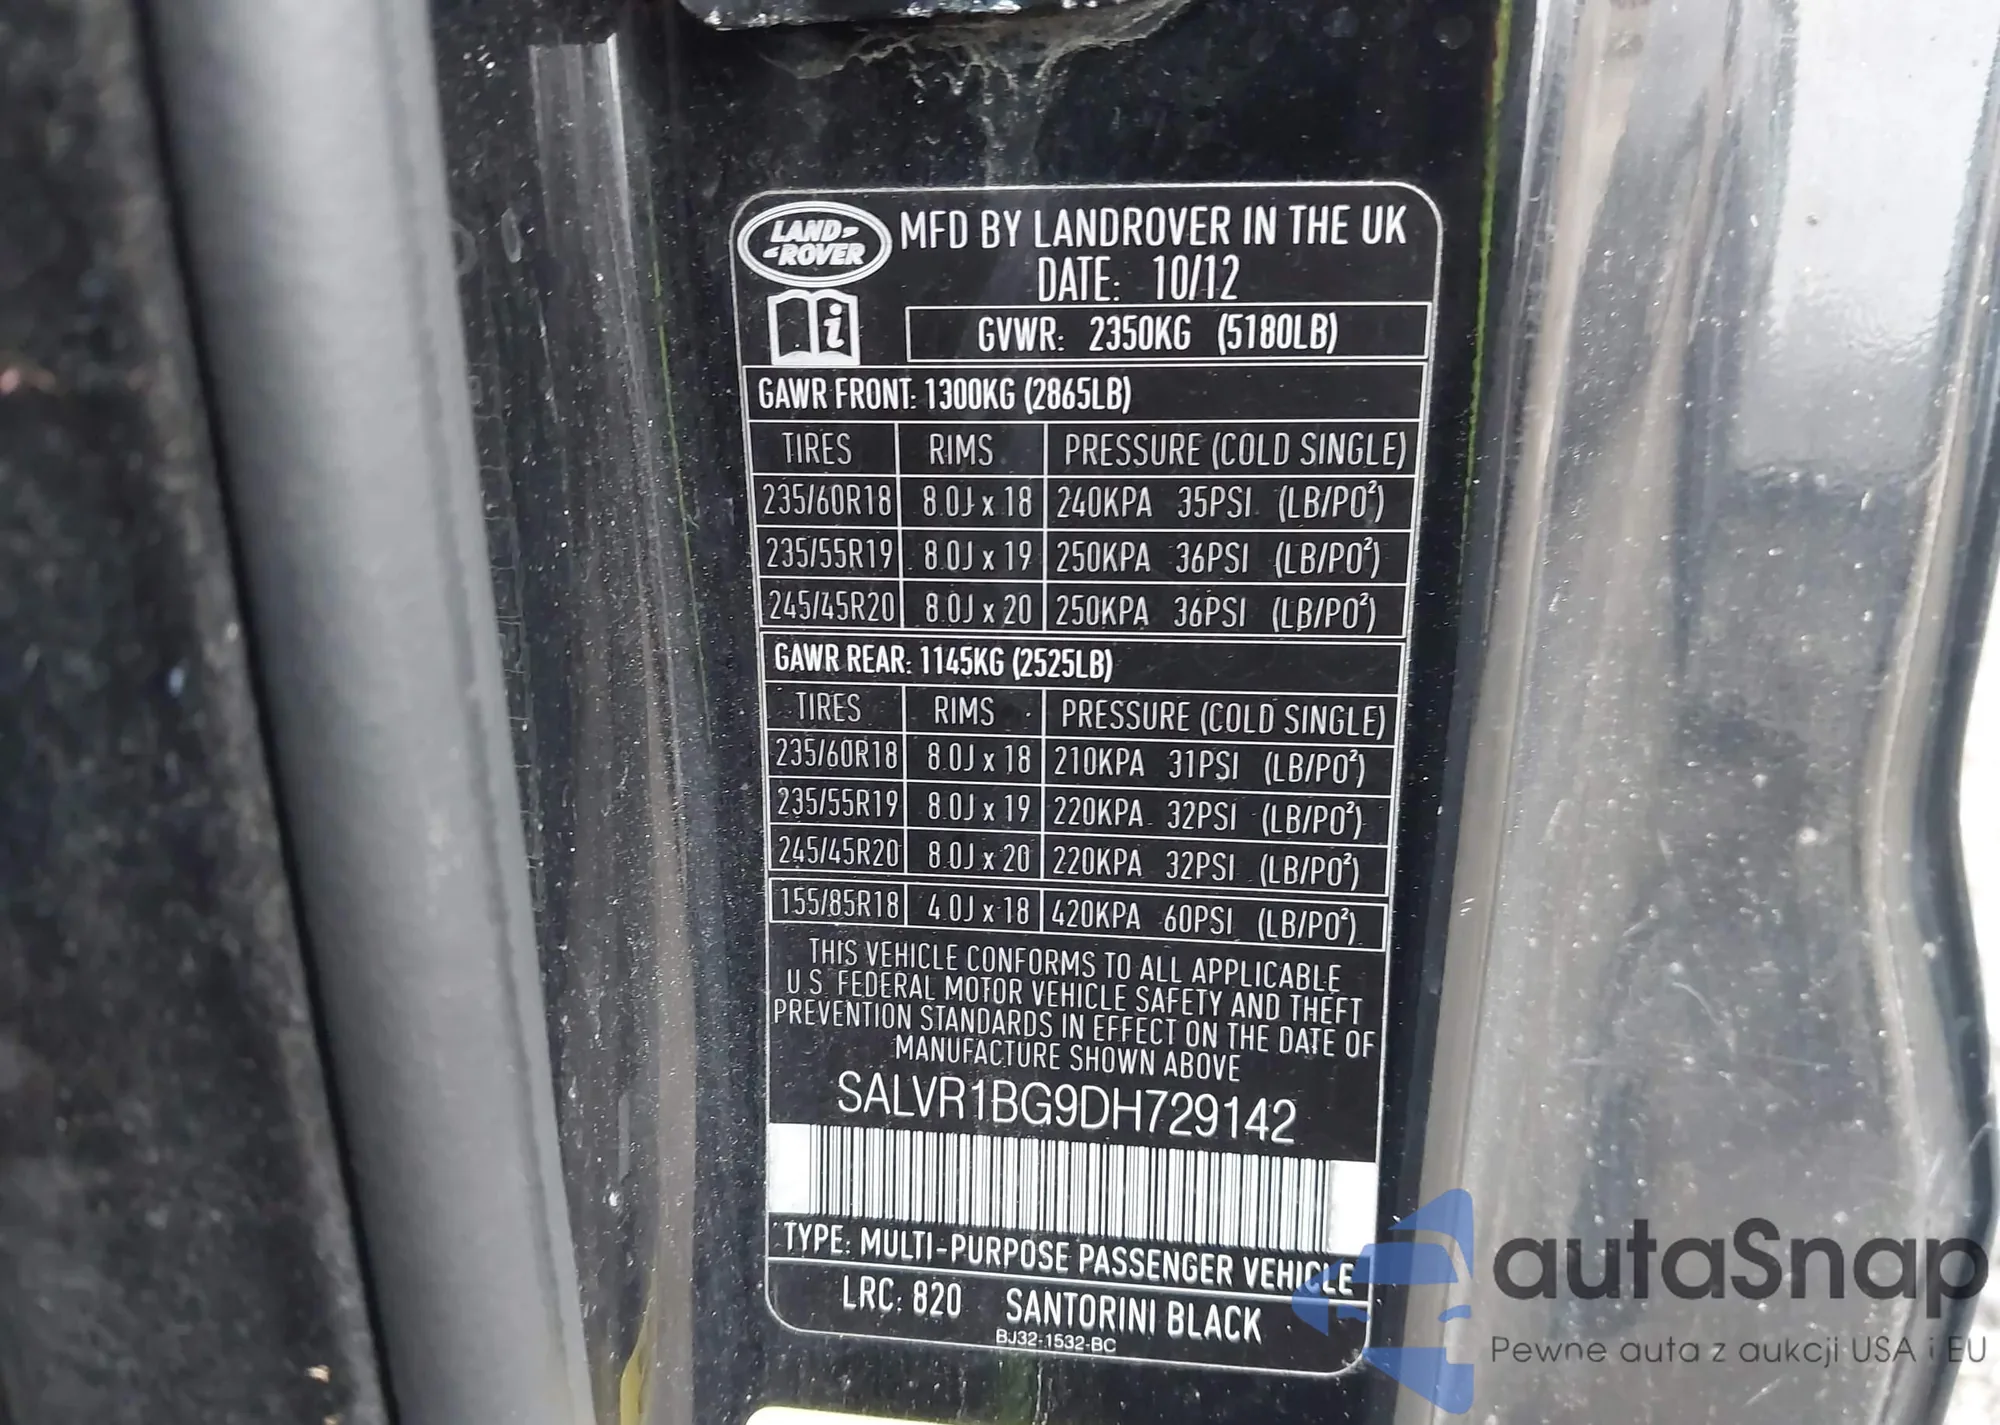 LAND-
-ROVER
MFD BY LANDROVER IN THE UK
DATE: 10/12
i
GVWR: 2350KG (5180LB)
GAWR FRONT: 1300KG (2865LB)
TIRES RIMS PRESSURE (COLD SINGLE)
235/60R18 8.0J x 18 240KPA 35PSI (LB/PO²)
235/55R19 8.0J x 19 250KPA 36PSI (LB/PO²)
245/45R20 8.0J x 20 250KPA 36PSI (LB/PO²)
GAWR REAR: 1145KG (2525LB)
TIRES RIMS PRESSURE (COLD SINGLE)
235/60R18 8.0J x 18 210KPA 31PSI (LB/PO²)
235/55R19 8.0J x 19 220KPA 32PSI (LB/PO²)
245/45R20 8.0J x 20 220KPA 32PSI (LB/PO²)
155/85R18 4.0J x 18 420KPA 60PSI (LB/PO²)
THIS VEHICLE CONFORMS TO ALL APPLICABLE
U.S. FEDERAL MOTOR VEHICLE SAFETY AND THEFT
PREVENTION STANDARDS IN EFFECT ON THE DATE OF
MANUFACTURE SHOWN ABOVE
SALVR1BG9DH729142
TYPE: MULTI-PURPOSE PASSENGER VEHICLE
LRC: 820 SANTORINI BLACK
BJ32-1532-BC
autaSnap
Pewne auta z aukcji USA i EU